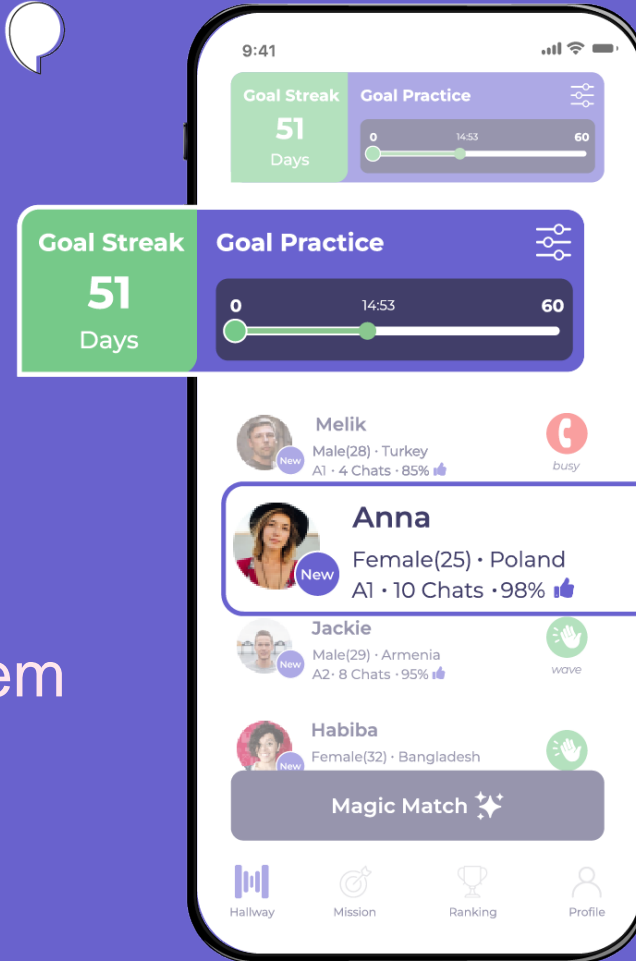 9:41
Goal Streak
51
Days
Goal Practice
0 14:53 60
Goal Streak
51
Days
Goal Practice
0 14:53 60
Melik
Male(28) · Turkey
A1 · 4 Chats · 85%
New
busy
Anna
Female(25) · Poland
A1 · 10 Chats · 98%
New
em
Jackie
Male(29) · Armenia
A2 · 8 Chats · 95%
New
wave
Habiba
Female(32) · Bangladesh
New
Magic Match
Hallway Mission Ranking Profile